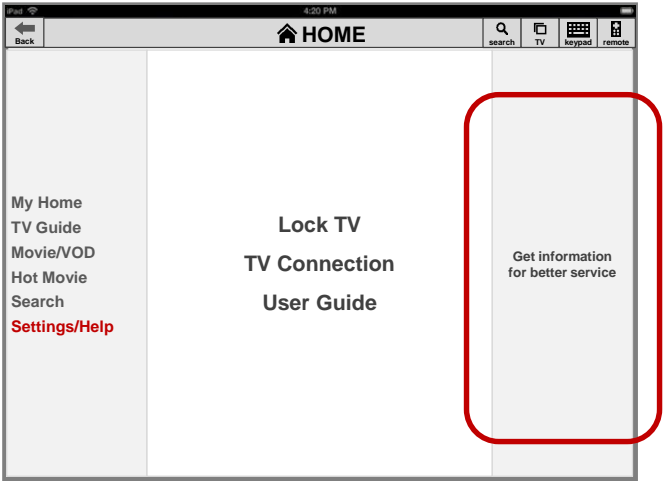 iPad
4:20 PM
Back
HOME
search
TV
keypad
remote
My Home
TV Guide
Movie/VOD
Hot Movie
Search
Settings/Help
Lock TV
TV Connection
User Guide
Get information
for better service